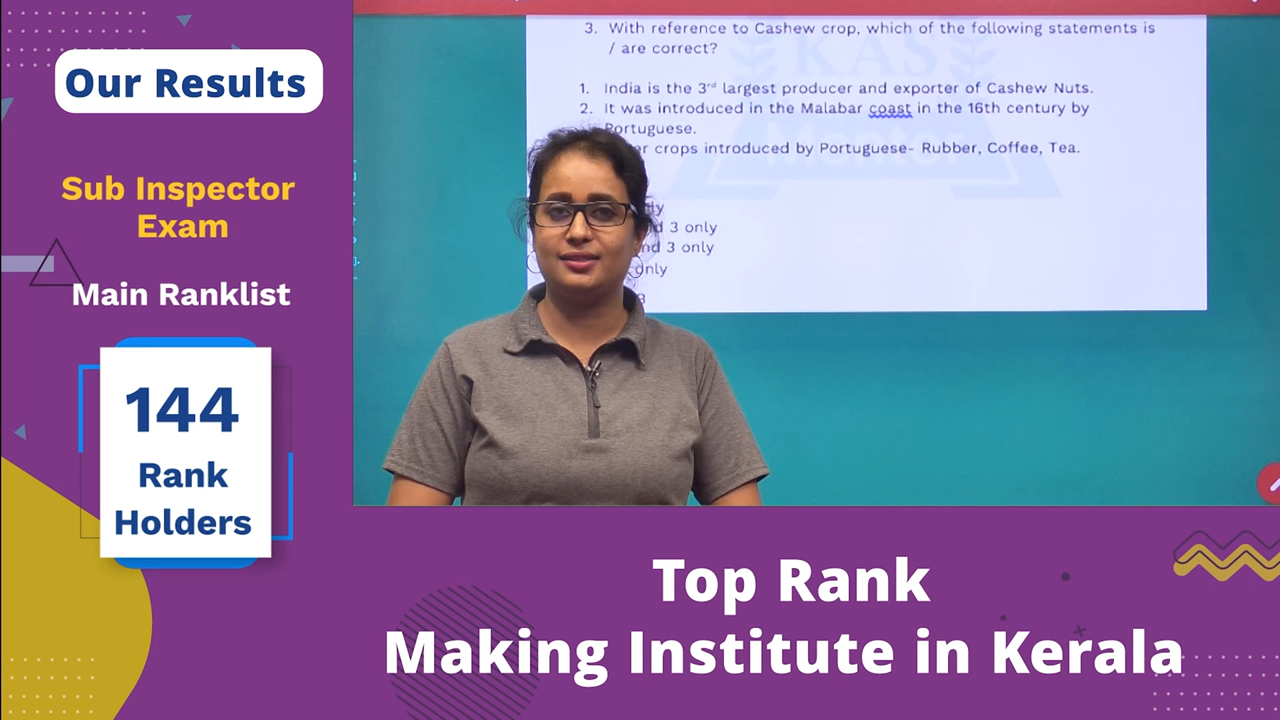 Our Results
Sub Inspector
Exam
Main Ranklist
144
Rank
Holders
3. With reference to Cashew crop, which of the following statements is
/ are correct?
KAS
Mentor
1. India is the 3rd largest producer and exporter of Cashew Nuts.
2. It was introduced in the Malabar coast in the 16th century by
Portuguese.
crops introduced by Portuguese- Rubber, Coffee, Tea.
3 only
3 only
only
Top Rank
Making Institute in Kerala